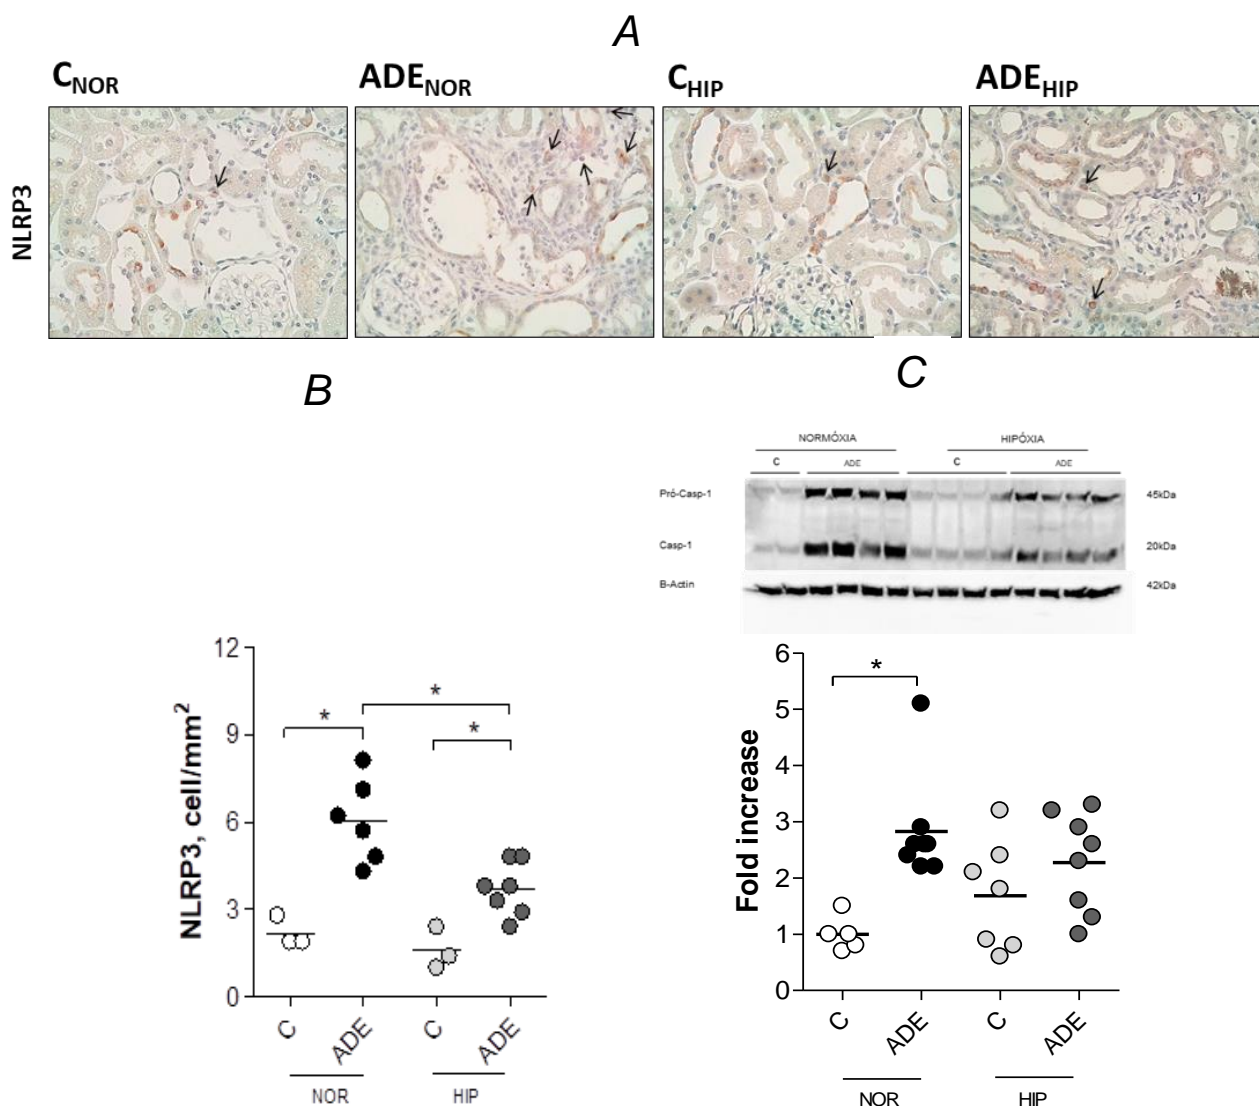 A
CNOR ADENOR CHIP ADEHIP
NLRP3
B
C
NORMÓXIA HIPÓXIA
C ADE C ADE
Pró-Casp-1 45kDa
Casp-1 20kDa
B-Actin 42kDa
NLRP3, cell/mm2
12
9
6
3
0
* * *
C ADE C ADE
NOR HIP
Fold increase
6
5
4
3
2
1
0
*
C ADE C ADE
NOR HIP